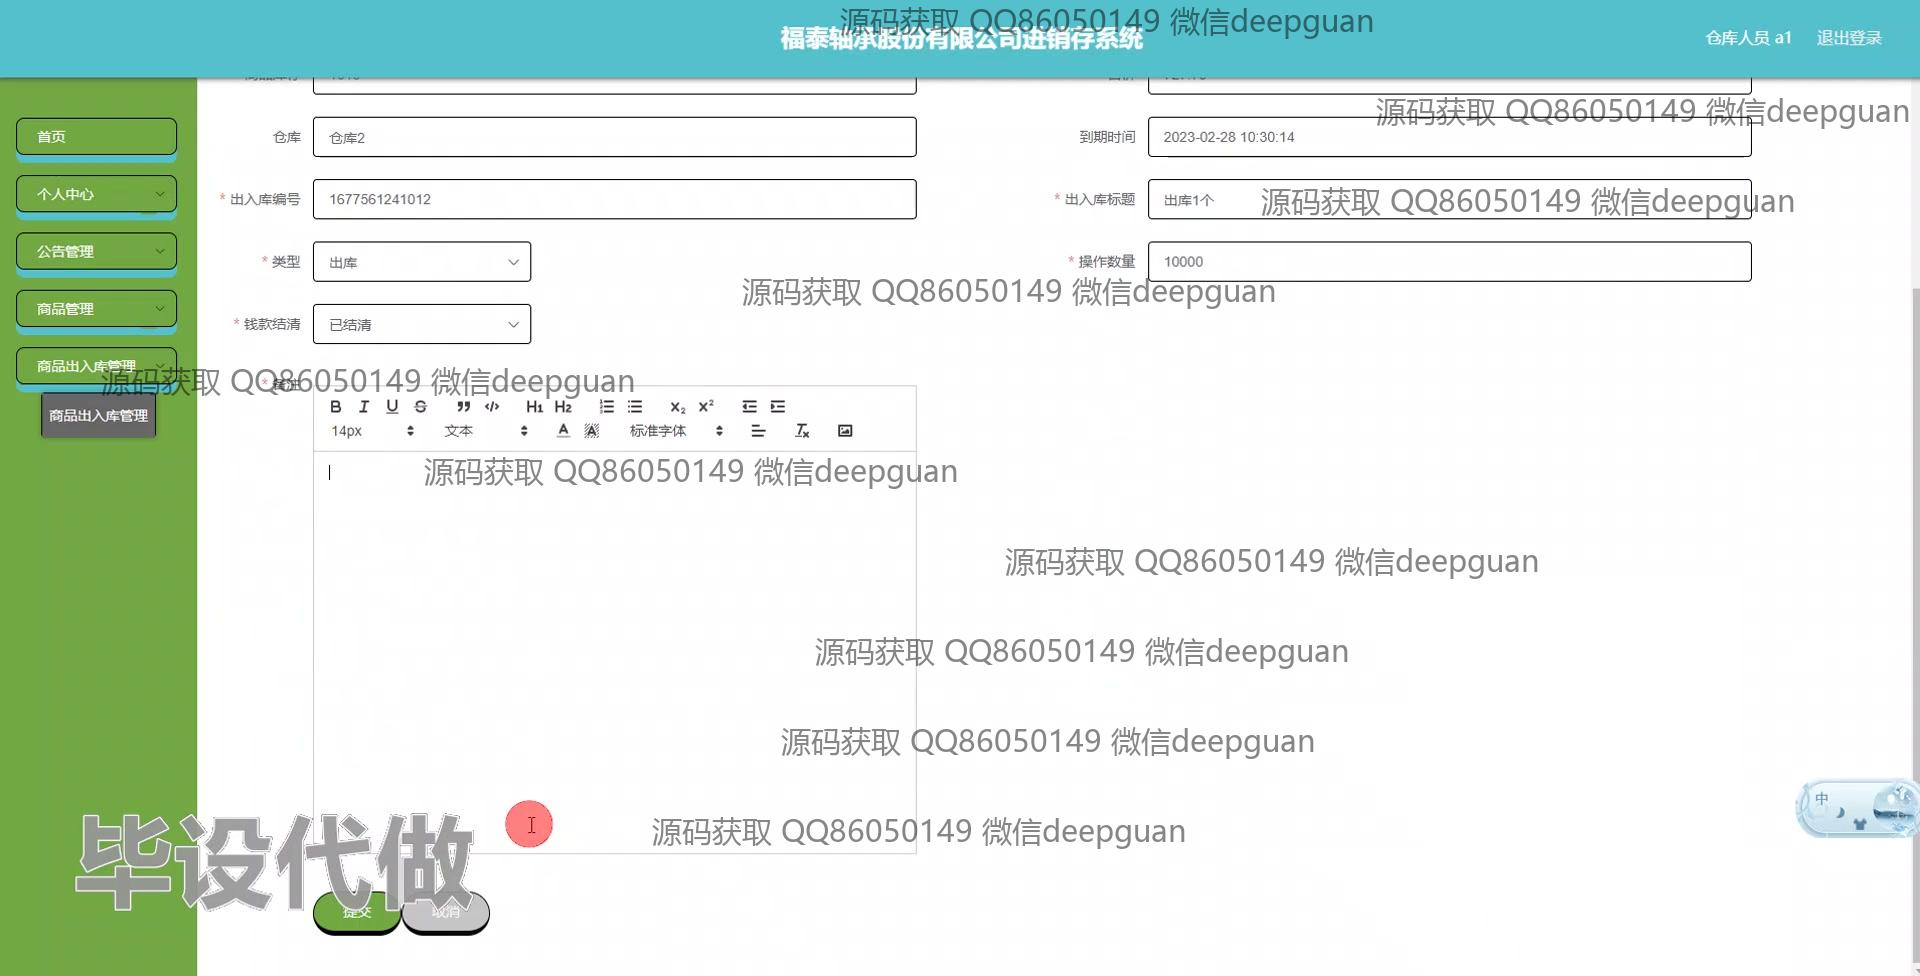 源码获取 QQ86050149 微信deepguan
福泰轴承股份有限公司进销存系统
仓库人员 a1
退出登录
源码获取 QQ86050149 微信deepguan
首页
仓库
仓库2
到期时间
2023-02-28 10:30:14
个人中心
* 出入库编号
1677561241012
* 出入库标题
出库1个
源码获取 QQ86050149 微信deepguan
公告管理
* 类型
出库
* 操作数量
10000
源码获取 QQ86050149 微信deepguan
商品管理
* 钱款结清
已结清
商品出入库管理
* 备注
源码获取 QQ86050149 微信deepguan
商品出入库管理
B I U S H1 H2 X2 X2
14px
文本
A
标准字体
源码获取 QQ86050149 微信deepguan
源码获取 QQ86050149 微信deepguan
源码获取 QQ86050149 微信deepguan
源码获取 QQ86050149 微信deepguan
中
源码获取 QQ86050149 微信deepguan
毕设代做
提交
取消